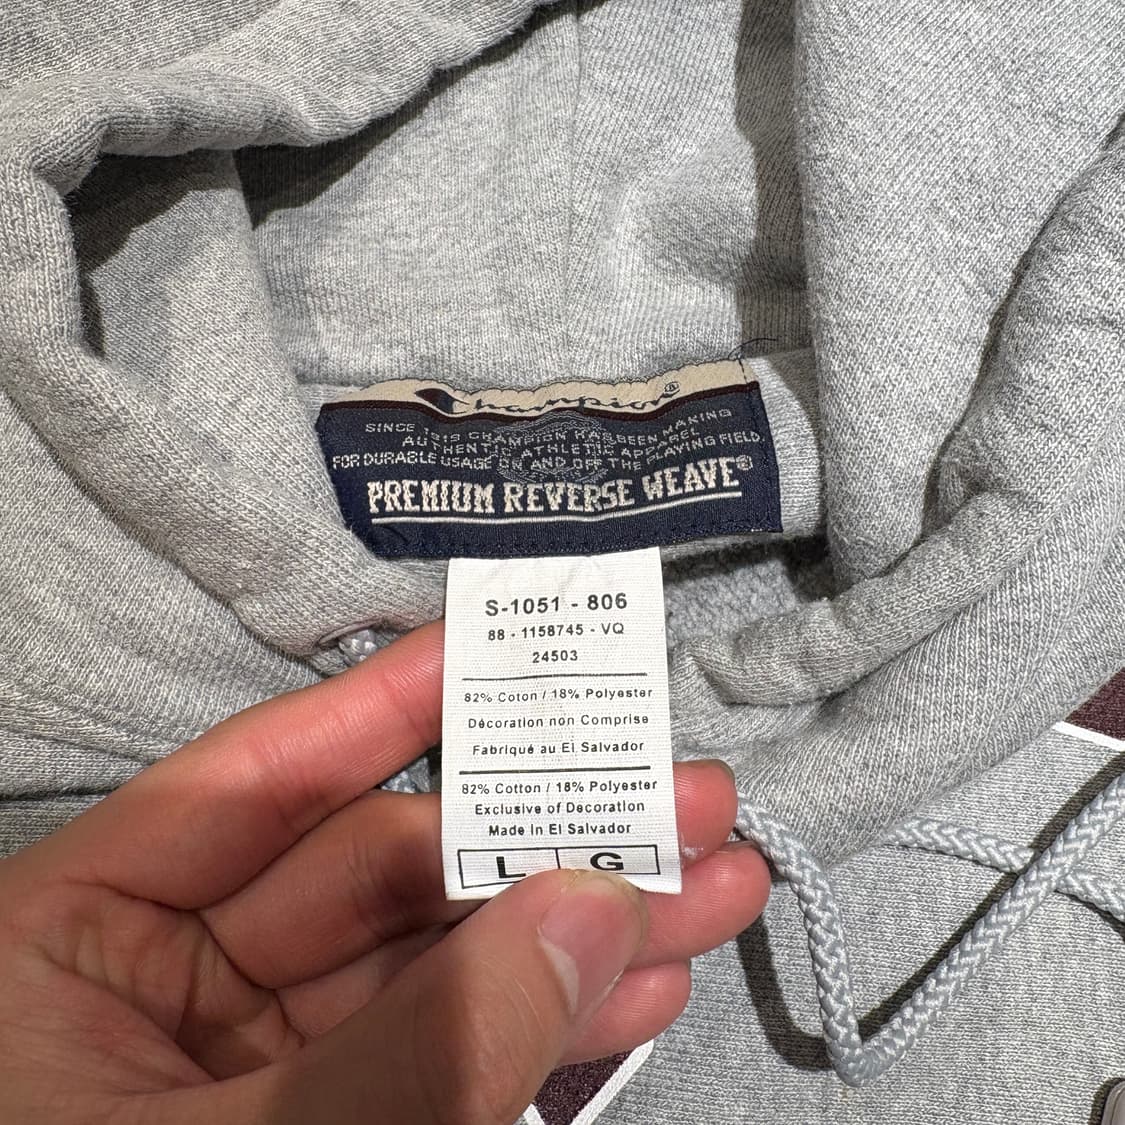 Champion®
SINCE 1919 CHAMPION HAS BEEN MAKING
AUTHENTIC ATHLETIC APPAREL
FOR DURABLE USAGE ON AND OFF THE PLAYING FIELD.
PREMIUM REVERSE WEAVE®
S-1051 - 806
88 - 1158745 - VQ
24503
82% Coton / 18% Polyester
Décoration non Comprise
Fabriqué au El Salvador
82% Cotton / 18% Polyester
Exclusive of Decoration
Made in El Salvador
L G